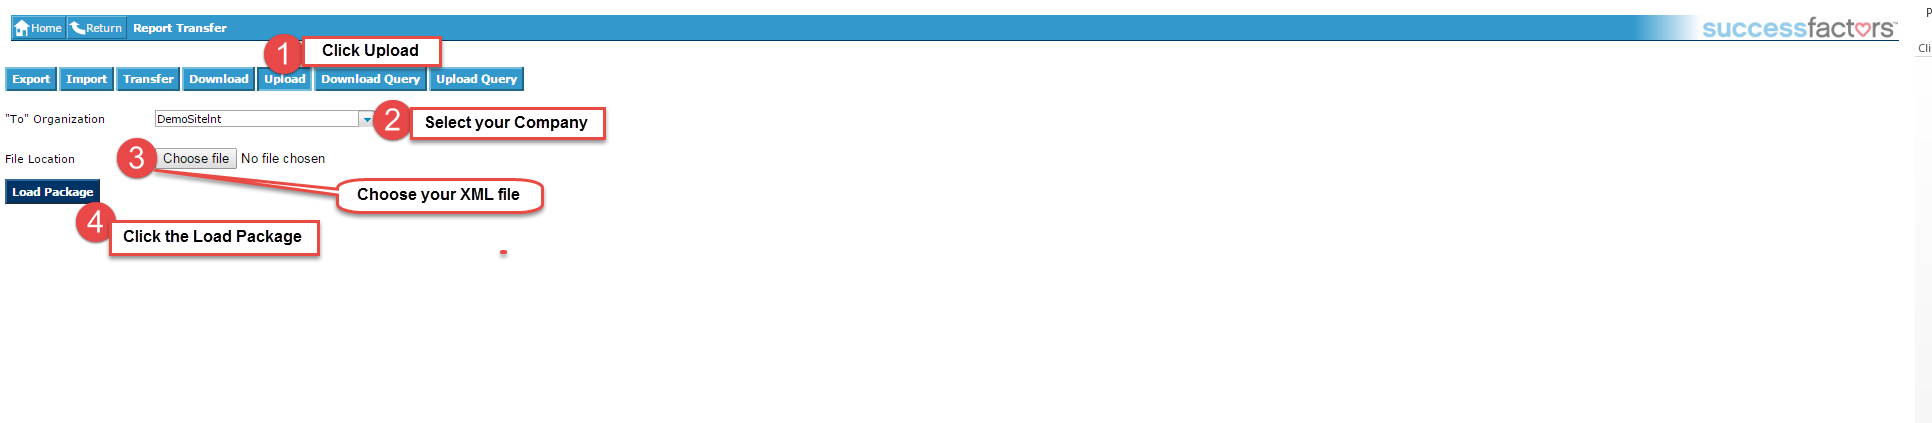 Home Return Report Transfer
successfactors™
P
Cli
1 Click Upload
Export Import Transfer Download Upload Download Query Upload Query
"To" Organization DemoSiteInt 2 Select your Company
File Location 3 Choose file No file chosen
Load Package Choose your XML file
4 Click the Load Package